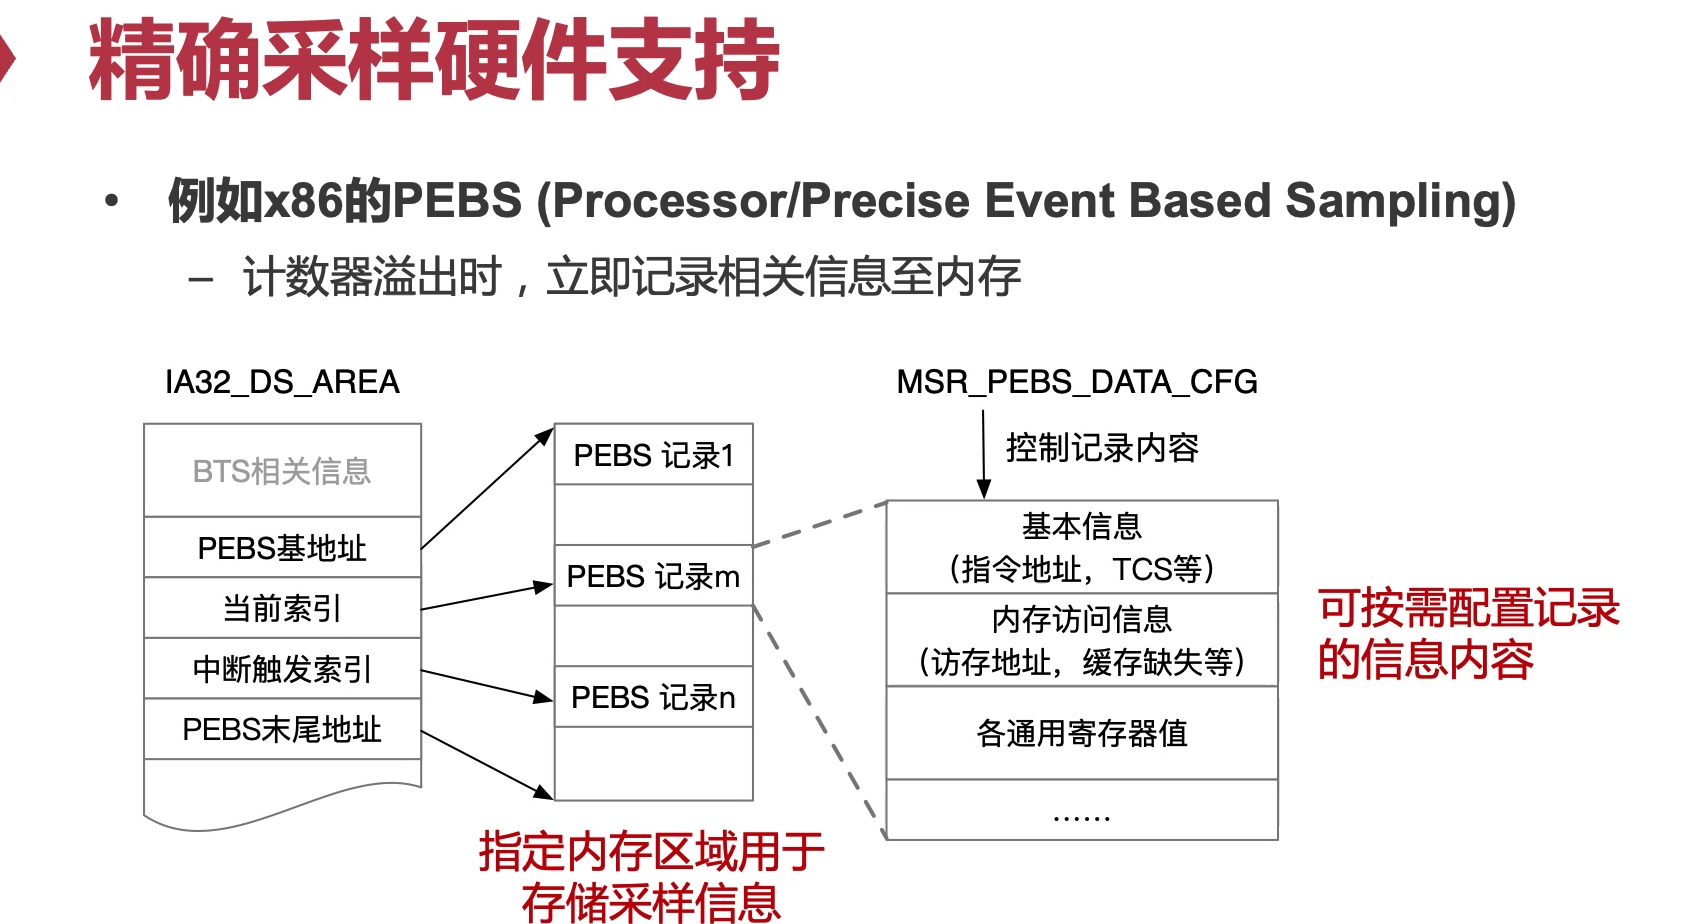 精确采样硬件支持
• 例如x86的PEBS (Processor/Precise Event Based Sampling)
– 计数器溢出时，立即记录相关信息至内存
IA32_DS_AREA
BTS相关信息
PEBS基地址
当前索引
中断触发索引
PEBS末尾地址
PEBS 记录1
PEBS 记录m
PEBS 记录n
指定内存区域用于
存储采样信息
MSR_PEBS_DATA_CFG
控制记录内容
基本信息
（指令地址，TCS等）
内存访问信息
（访存地址，缓存缺失等）
各通用寄存器值
……
可按需配置记录
的信息内容